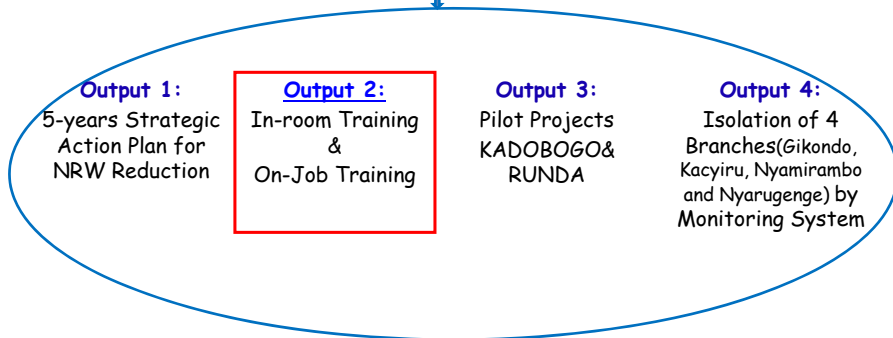 Output 1:
5-years Strategic
Action Plan for
NRW Reduction
Output 2:
In-room Training
&
On-Job Training
Output 3:
Pilot Projects
KADOBOGO&
RUNDA
Output 4:
Isolation of 4
Branches(Gikondo,
Kacyiru, Nyamirambo
and Nyarugenge) by
Monitoring System